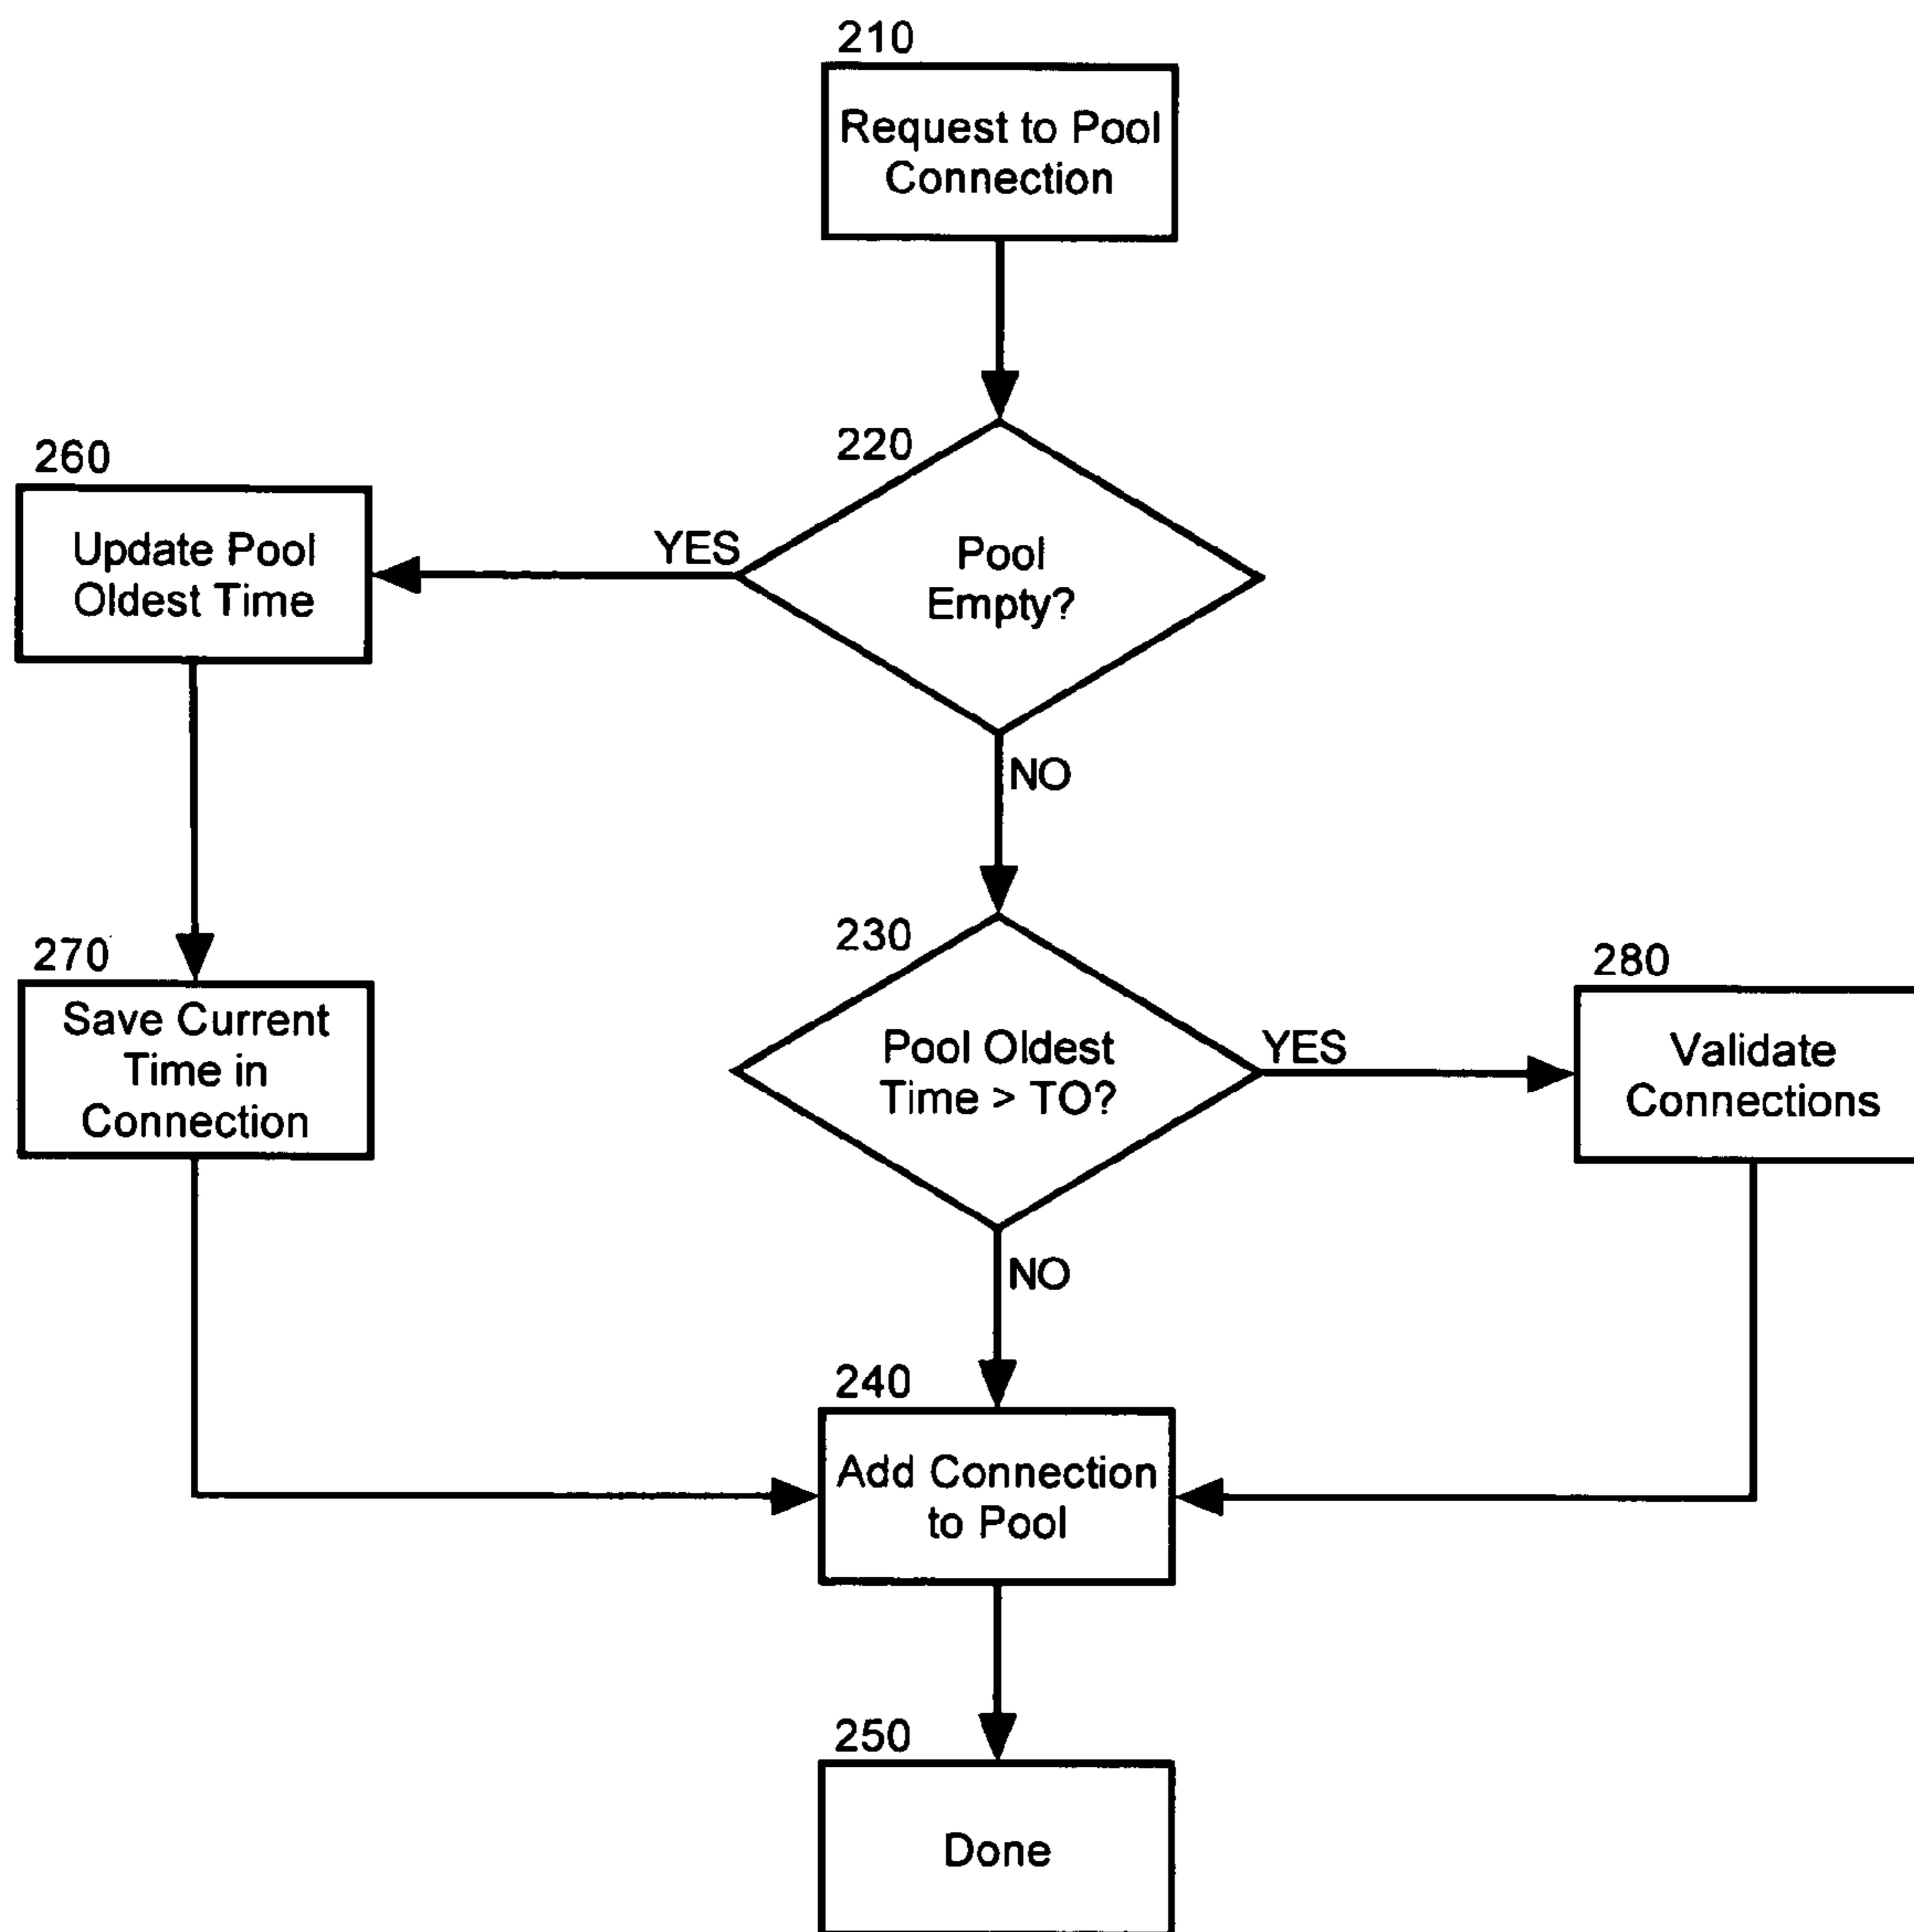 210
Request to Pool
Connection
220
Pool
Empty?
YES
NO
260
Update Pool
Oldest Time
270
Save Current
Time in
Connection
230
Pool Oldest
Time > TO?
YES
NO
280
Validate
Connections
240
Add Connection
to Pool
250
Done